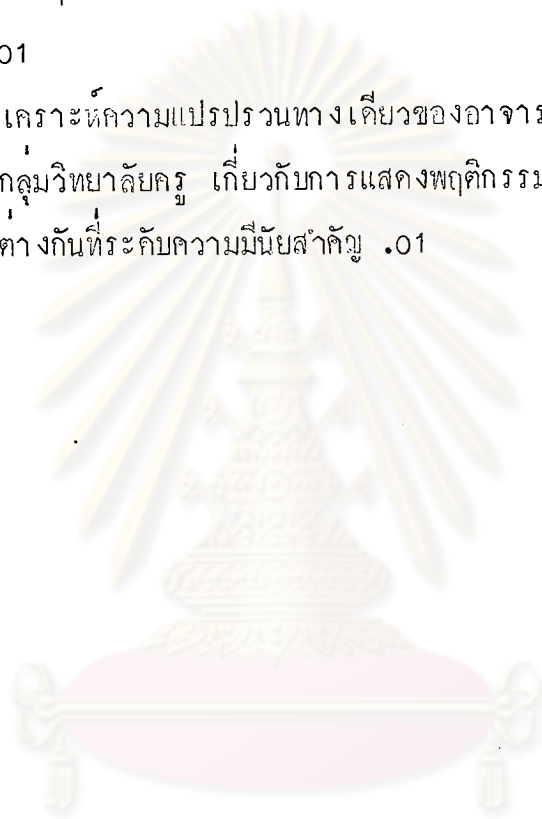 01
เคราะห์ความแปรปรวนทางเดียวของอาจาร
กลุ่มวิทยาลัยครู เกี่ยวกับการแสดงพฤติกรรม
ต่างกันที่ระดับความมีนัยสำคัญ .01